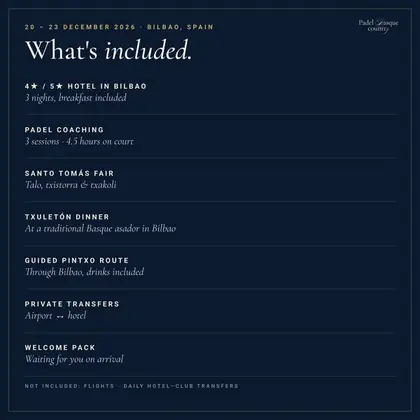 20 – 23 DECEMBER 2026 · BILBAO, SPAIN
Padel Basque
country
What's included.
4★ / 5★ HOTEL IN BILBAO
3 nights, breakfast included
PADEL COACHING
3 sessions · 4.5 hours on court
SANTO TOMÁS FAIR
Talo, txistorra & txakoli
TXULETÓN DINNER
At a traditional Basque asador in Bilbao
GUIDED PINTXO ROUTE
Through Bilbao, drinks included
PRIVATE TRANSFERS
Airport ↔ hotel
WELCOME PACK
Waiting for you on arrival
NOT INCLUDED: FLIGHTS · DAILY HOTEL–CLUB TRANSFERS